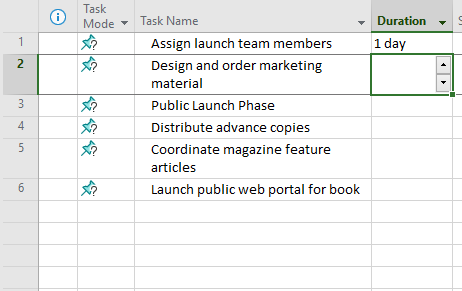 i Task Mode Task Name Duration S
1 ? Assign launch team members 1 day
2 ? Design and order marketing
material
3 ? Public Launch Phase
4 ? Distribute advance copies
5 ? Coordinate magazine feature
articles
6 ? Launch public web portal for book